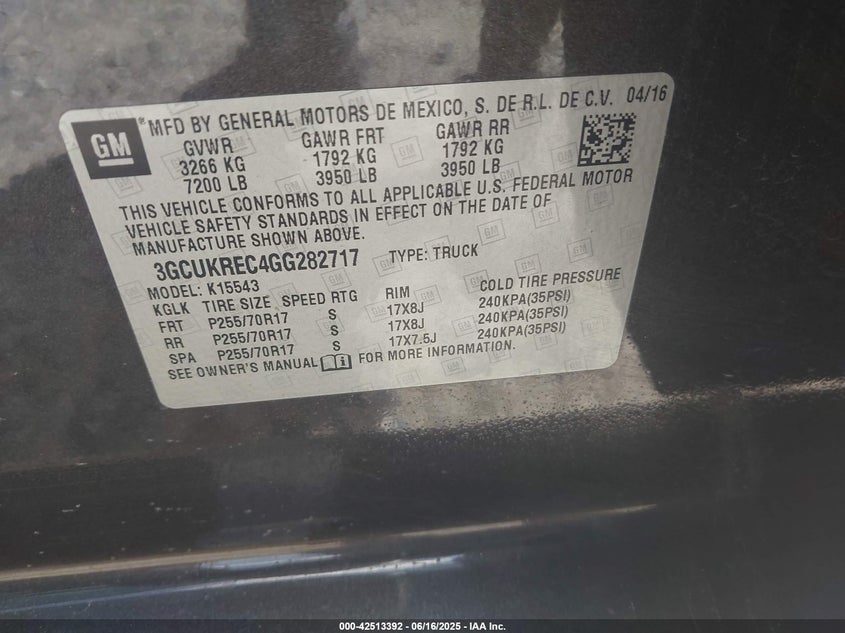 GM ® MFD BY GENERAL MOTORS DE MEXICO, S. DE R.L. DE C.V. 04/16
GVWR GAWR FRT GAWR RR
3266 KG 1792 KG 1792 KG
7200 LB 3950 LB 3950 LB
THIS VEHICLE CONFORMS TO ALL APPLICABLE U.S. FEDERAL MOTOR
VEHICLE SAFETY STANDARDS IN EFFECT ON THE DATE OF
MANUFACTURE SHOWN ABOVE.
3GCUKREC4GG282717 TYPE: TRUCK
MODEL: K15543
KGLK TIRE SIZE SPEED RTG RIM COLD TIRE PRESSURE
FRT P255/70R17 S 17X8J 240KPA(35PSI)
RR P255/70R17 S 17X8J 240KPA(35PSI)
SPA P255/70R17 S 17X7.5J 240KPA(35PSI)
SEE OWNER'S MANUAL FOR MORE INFORMATION.
000-42513392 - 06/16/2025 - IAA Inc.